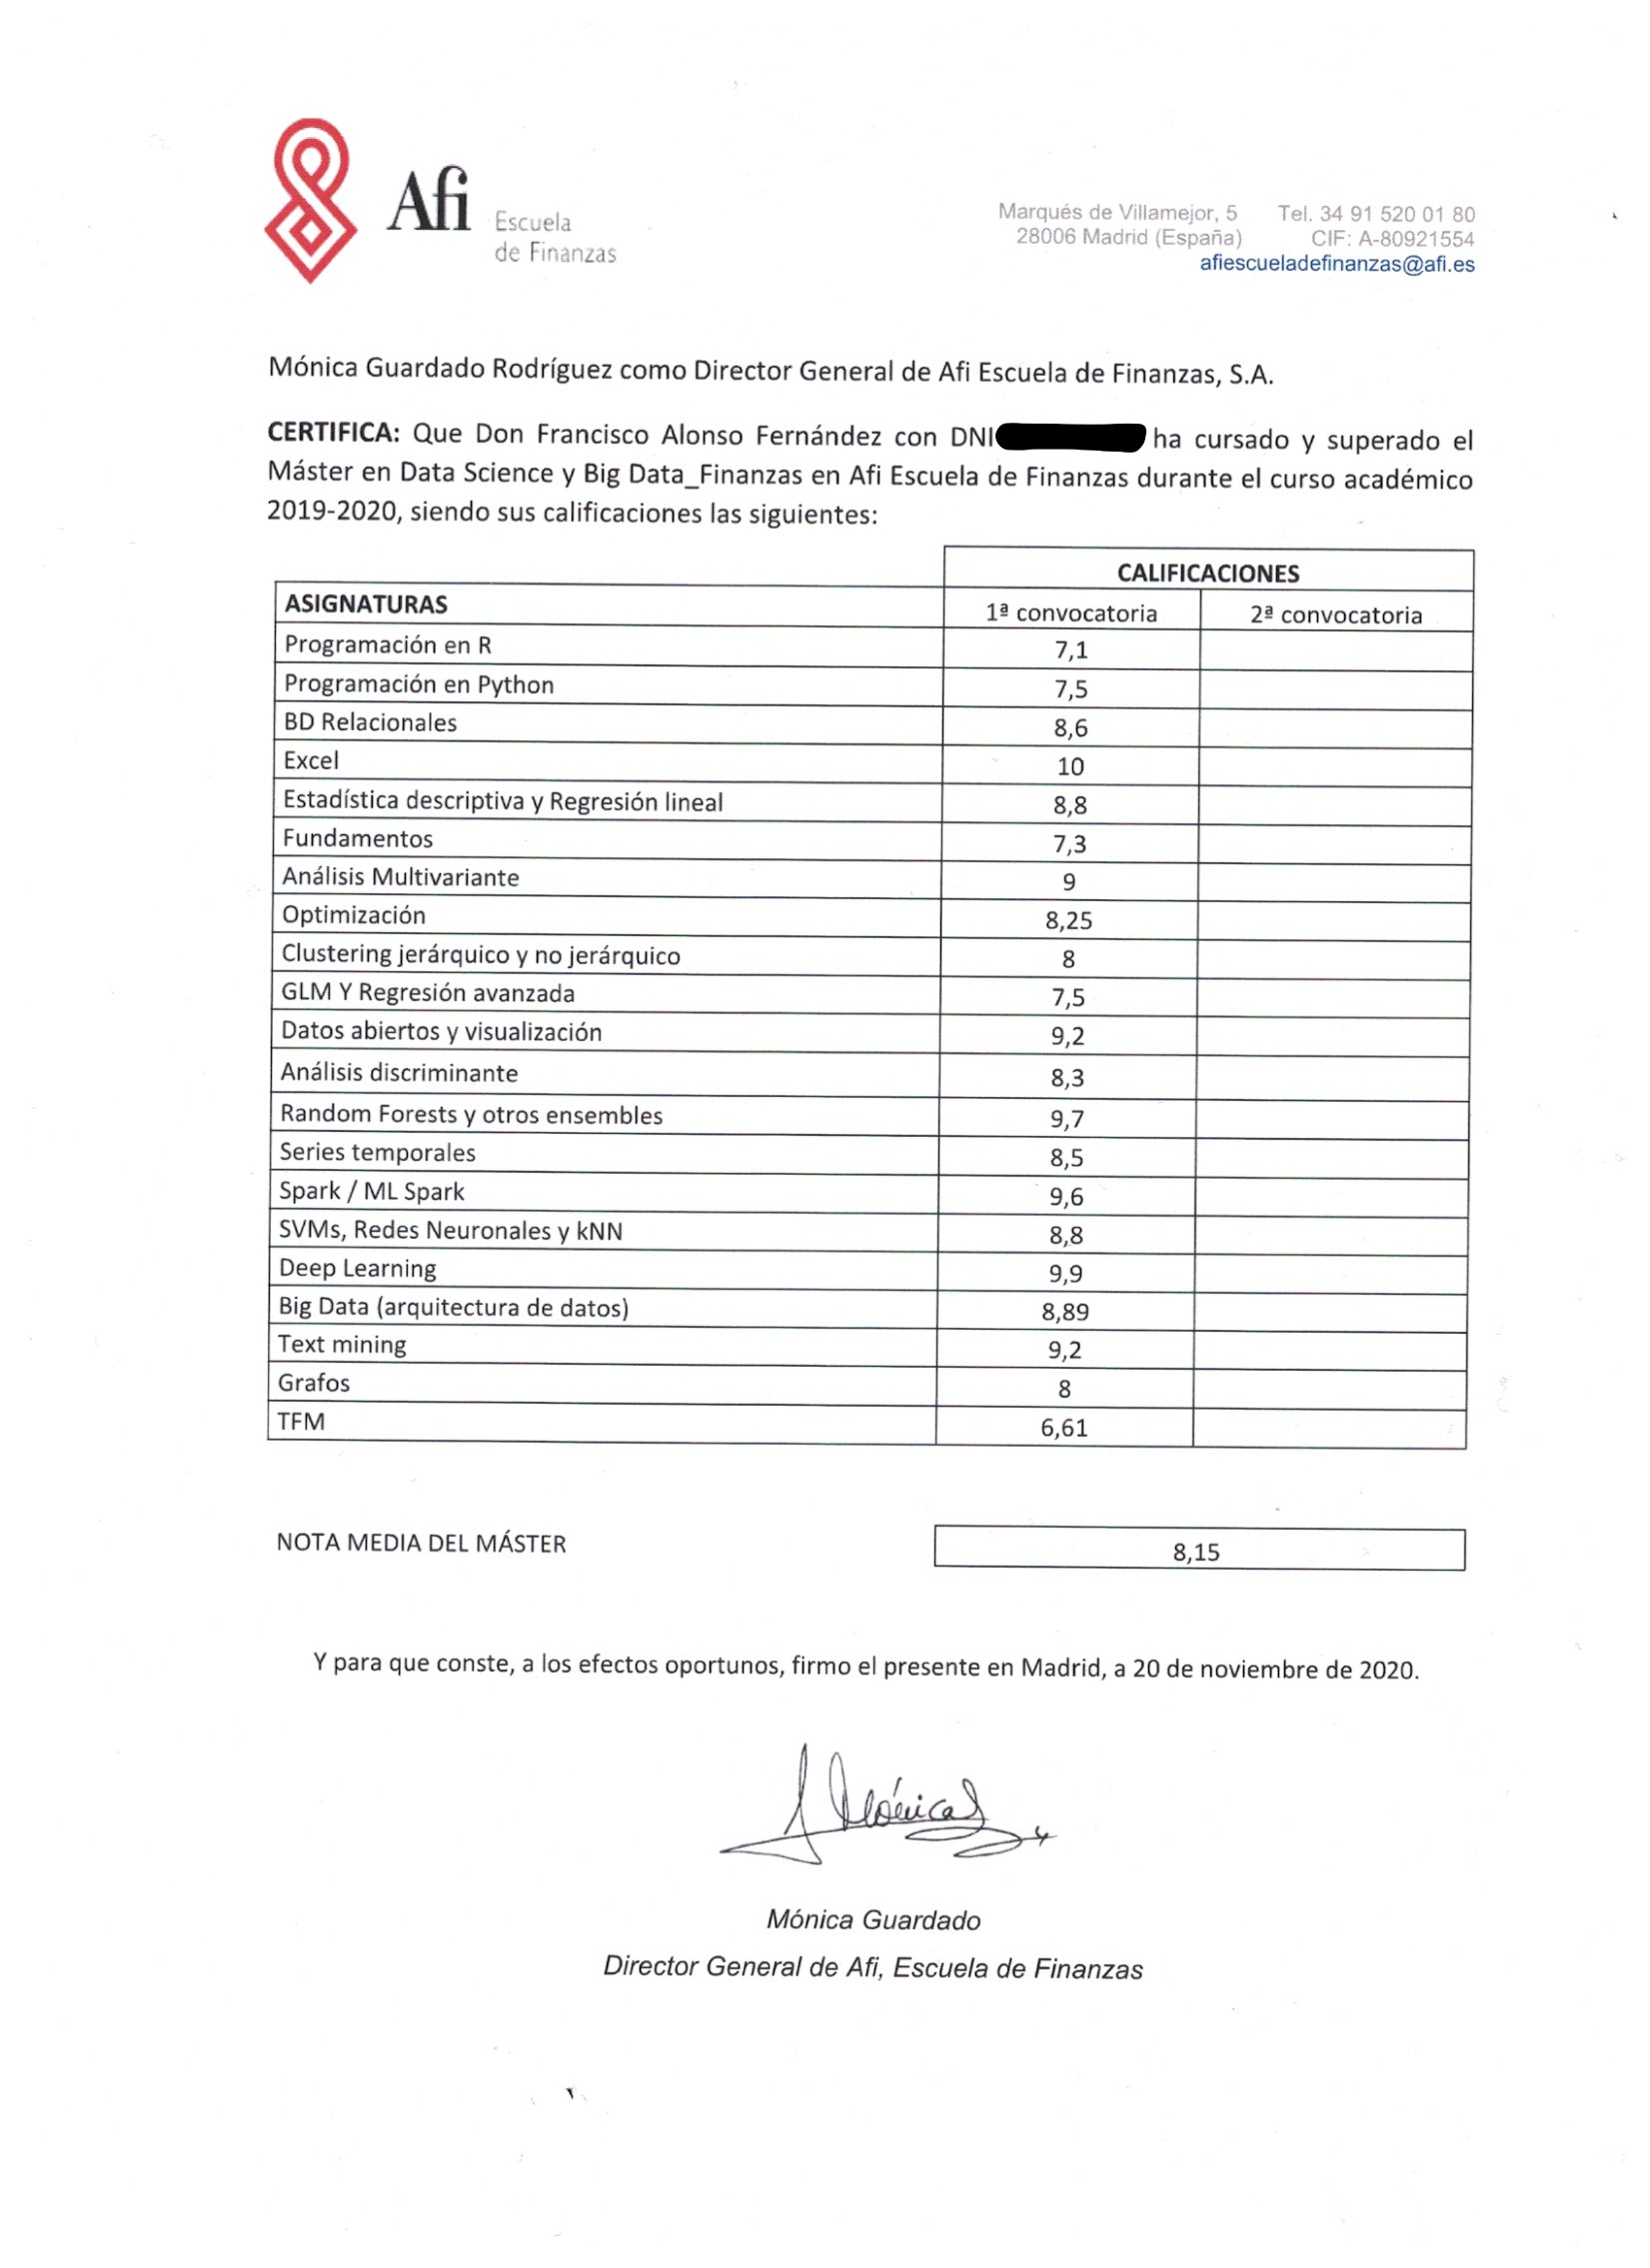 Afi Escuela
de Finanzas
Marqués de Villamejor, 5 Tel. 34 91 520 01 80
28006 Madrid (España) CIF: A-80921554
afiescueladefinanzas@afi.es
Mónica Guardado Rodríguez como Director General de Afi Escuela de Finanzas, S.A.
CERTIFICA: Que Don Francisco Alonso Fernández con DNI ha cursado y superado el
Máster en Data Science y Big Data_Finanzas en Afi Escuela de Finanzas durante el curso académico
2019-2020, siendo sus calificaciones las siguientes:
CALIFICACIONES
ASIGNATURAS 1ª convocatoria 2ª convocatoria
Programación en R 7,1
Programación en Python 7,5
BD Relacionales 8,6
Excel 10
Estadística descriptiva y Regresión lineal 8,8
Fundamentos 7,3
Análisis Multivariante 9
Optimización 8,25
Clustering jerárquico y no jerárquico 8
GLM Y Regresión avanzada 7,5
Datos abiertos y visualización 9,2
Análisis discriminante 8,3
Random Forests y otros ensembles 9,7
Series temporales 8,5
Spark / ML Spark 9,6
SVMs, Redes Neuronales y kNN 8,8
Deep Learning 9,9
Big Data (arquitectura de datos) 8,89
Text mining 9,2
Grafos 8
TFM 6,61
NOTA MEDIA DEL MÁSTER 8,15
Y para que conste, a los efectos oportunos, firmo el presente en Madrid, a 20 de noviembre de 2020.
Mónica
Mónica Guardado
Director General de Afi, Escuela de Finanzas